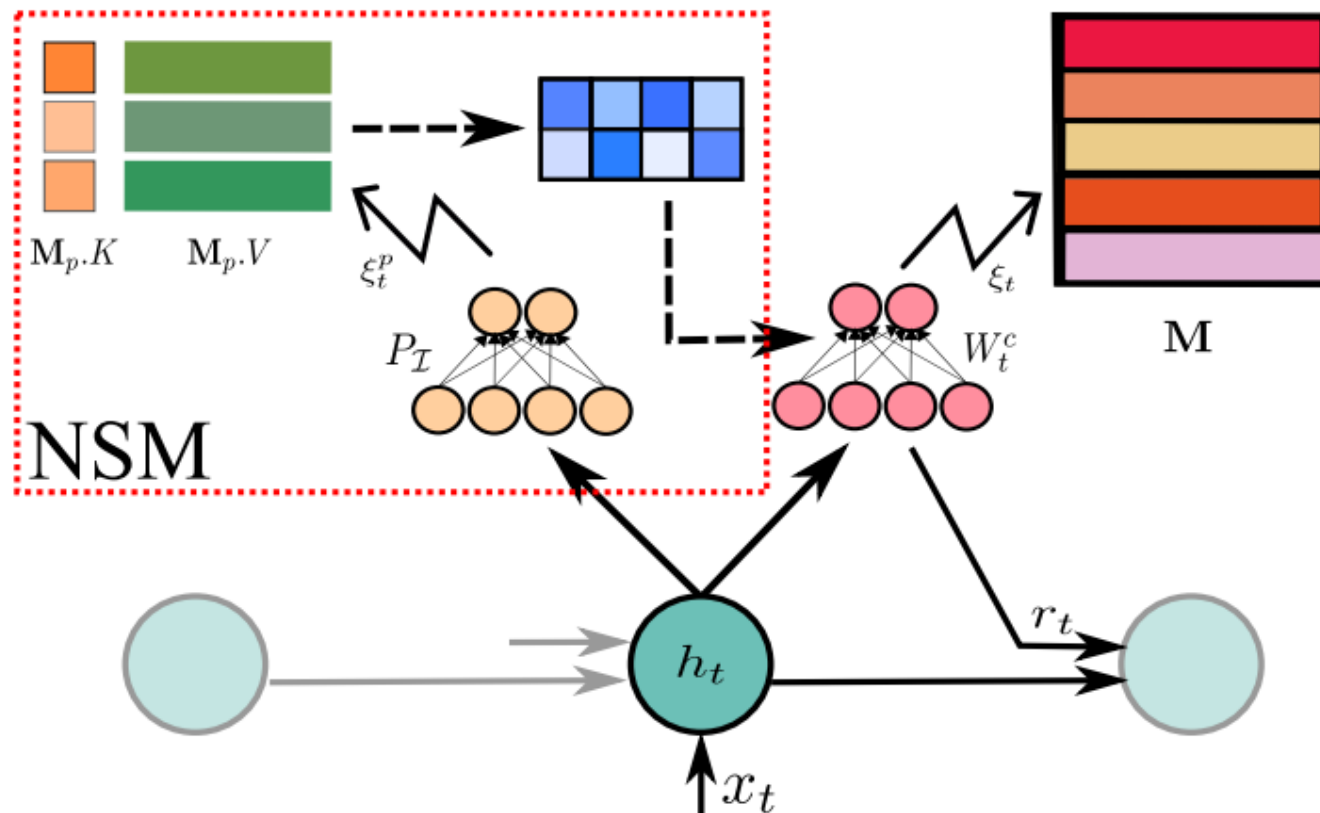 M_p.K M_p.V
ξ_t^p
P_ℐ
NSM
ξ_t
W_t^c
M
h_t
r_t
x_t